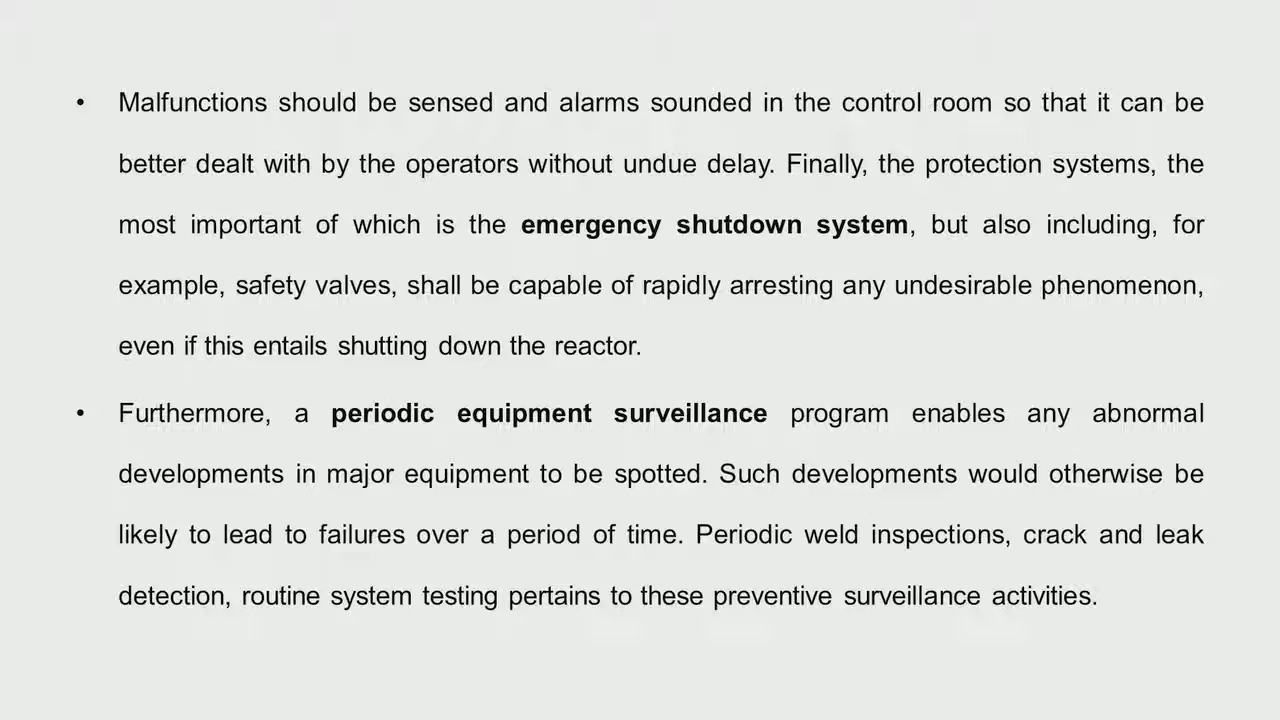 • Malfunctions should be sensed and alarms sounded in the control room so that it can be
better dealt with by the operators without undue delay. Finally, the protection systems, the
most important of which is the emergency shutdown system, but also including, for
example, safety valves, shall be capable of rapidly arresting any undesirable phenomenon,
even if this entails shutting down the reactor.
• Furthermore, a periodic equipment surveillance program enables any abnormal
developments in major equipment to be spotted. Such developments would otherwise be
likely to lead to failures over a period of time. Periodic weld inspections, crack and leak
detection, routine system testing pertains to these preventive surveillance activities.